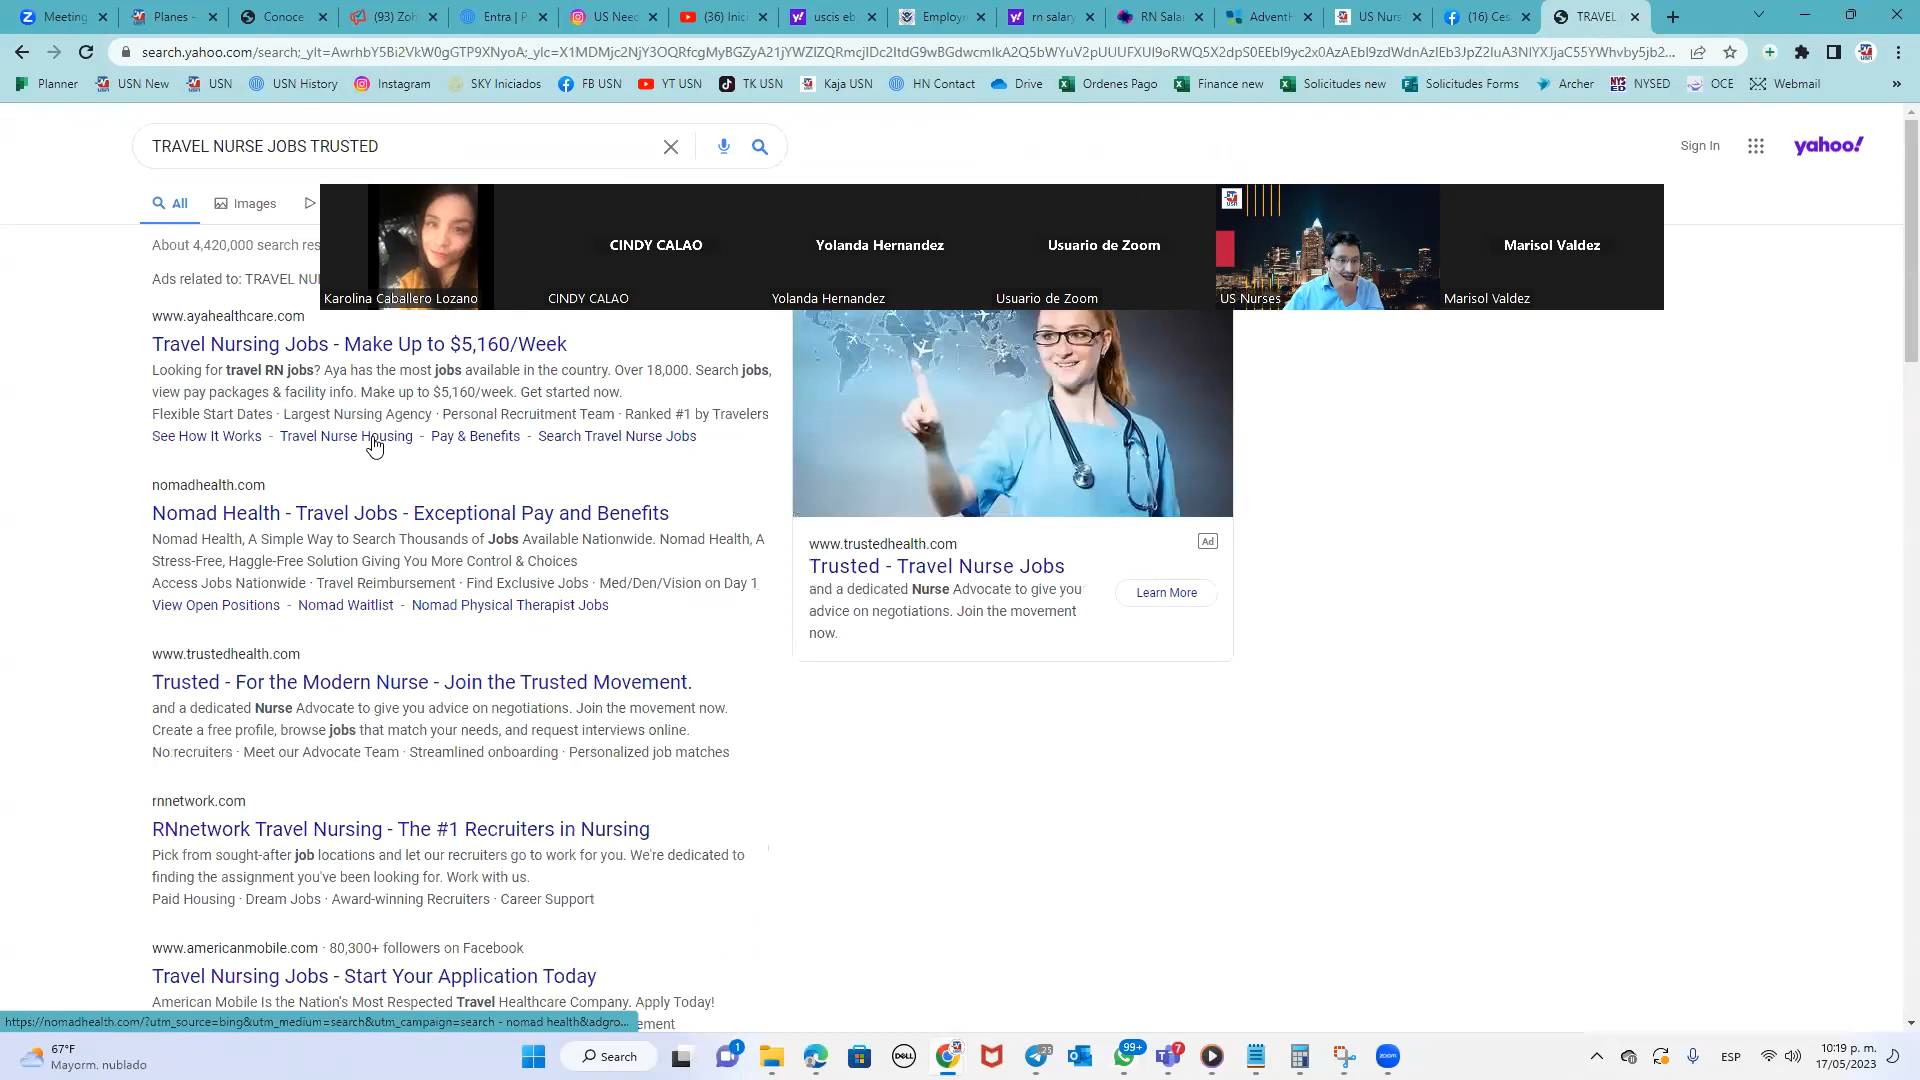 Meeting
Planes -
Conoce
(93) Zoh
Entra | P
US Nee
(36) Inic
uscis eb
Employ
rn salary
RN Sala
AdventH
US Nurs
(16) Ces
TRAVEL
search.yahoo.com/search;_ylt=AwrhbY5Bi2VkW0gGTP9XNyoA;_ylc=X1MDMjc2NjY3OQRfcgMyBGZyA21jYWZlZQRmcjlDc2ItdG9wBGdwcmlkA2Q5bWYuV2pUUUFXUl9oRWQ5X2dpS0EEbl9yc2x0AzAEbl9zdWdnAzlEb3JpZ2luA3NlYXJjaC55YWhvby5jb2...
Planner
USN New
USN
USN History
Instagram
SKY Iniciados
FB USN
YT USN
TK USN
Kaja USN
HN Contact
Drive
Ordenes Pago
Finance new
Solicitudes new
Solicitudes Forms
Archer
NYSED
OCE
Webmail
TRAVEL NURSE JOBS TRUSTED
Sign In
yahoo!
All
Images
About 4,420,000 search res
Ads related to: TRAVEL NU
CINDY CALAO
Yolanda Hernandez
Usuario de Zoom
Marisol Valdez
Karolina Caballero Lozano
CINDY CALAO
Yolanda Hernandez
Usuario de Zoom
US Nurses
Marisol Valdez
www.ayahealthcare.com
Travel Nursing Jobs - Make Up to $5,160/Week
Looking for travel RN jobs? Aya has the most jobs available in the country. Over 18,000. Search jobs,
view pay packages & facility info. Make up to $5,160/week. Get started now.
Flexible Start Dates · Largest Nursing Agency · Personal Recruitment Team · Ranked #1 by Travelers
See How It Works - Travel Nurse Housing - Pay & Benefits - Search Travel Nurse Jobs
nomadhealth.com
Nomad Health - Travel Jobs - Exceptional Pay and Benefits
Nomad Health, A Simple Way to Search Thousands of Jobs Available Nationwide. Nomad Health, A
Stress-Free, Haggle-Free Solution Giving You More Control & Choices
Access Jobs Nationwide · Travel Reimbursement · Find Exclusive Jobs · Med/Den/Vision on Day 1
View Open Positions - Nomad Waitlist - Nomad Physical Therapist Jobs
www.trustedhealth.com
Trusted - For the Modern Nurse - Join the Trusted Movement.
and a dedicated Nurse Advocate to give you advice on negotiations. Join the movement now.
Create a free profile, browse jobs that match your needs, and request interviews online.
No recruiters · Meet our Advocate Team · Streamlined onboarding · Personalized job matches
rnnetwork.com
RNnetwork Travel Nursing - The #1 Recruiters in Nursing
Pick from sought-after job locations and let our recruiters go to work for you. We're dedicated to
finding the assignment you've been looking for. Work with us.
Paid Housing · Dream Jobs · Award-winning Recruiters · Career Support
www.americanmobile.com · 80,300+ followers on Facebook
Travel Nursing Jobs - Start Your Application Today
American Mobile Is the Nation's Most Respected Travel Healthcare Company. Apply Today!
ement
www.trustedhealth.com
Ad
Trusted - Travel Nurse Jobs
and a dedicated Nurse Advocate to give you
advice on negotiations. Join the movement
now.
Learn More
https://nomadhealth.com/?utm_source=bing&utm_medium=search&utm_campaign=search - nomad health&adgro...
67°F
Mayorm. nublado
Search
1
DELL
25
99+
7
zoom
ESP
10:19 p. m.
17/05/2023